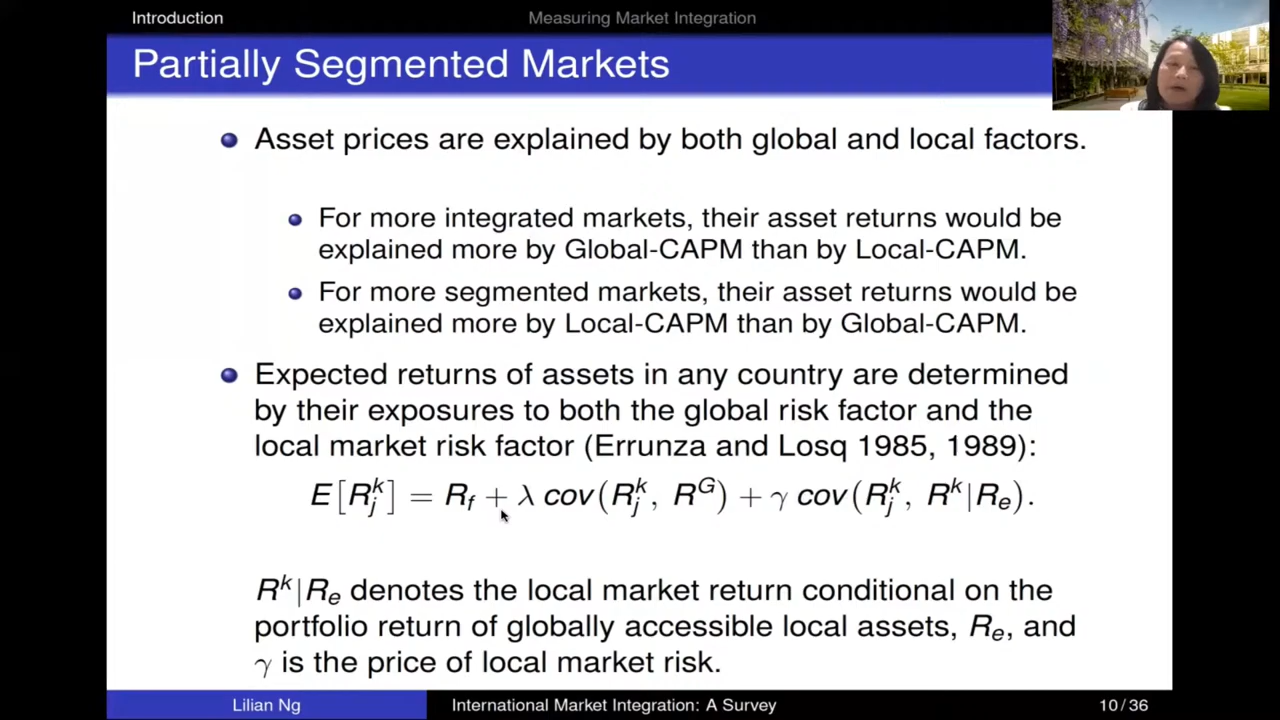 Introduction
Measuring Market Integration
Partially Segmented Markets
Asset prices are explained by both global and local factors.
For more integrated markets, their asset returns would be
explained more by Global-CAPM than by Local-CAPM.
For more segmented markets, their asset returns would be
explained more by Local-CAPM than by Global-CAPM.
Expected returns of assets in any country are determined
by their exposures to both the global risk factor and the
local market risk factor (Errunza and Losq 1985, 1989):
E[R_j^k] = R_f + λ cov(R_j^k, R^G) + γ cov(R_j^k, R^k|R_e).
R^k|R_e denotes the local market return conditional on the
portfolio return of globally accessible local assets, R_e, and
γ is the price of local market risk.
Lilian Ng
International Market Integration: A Survey
10 / 36